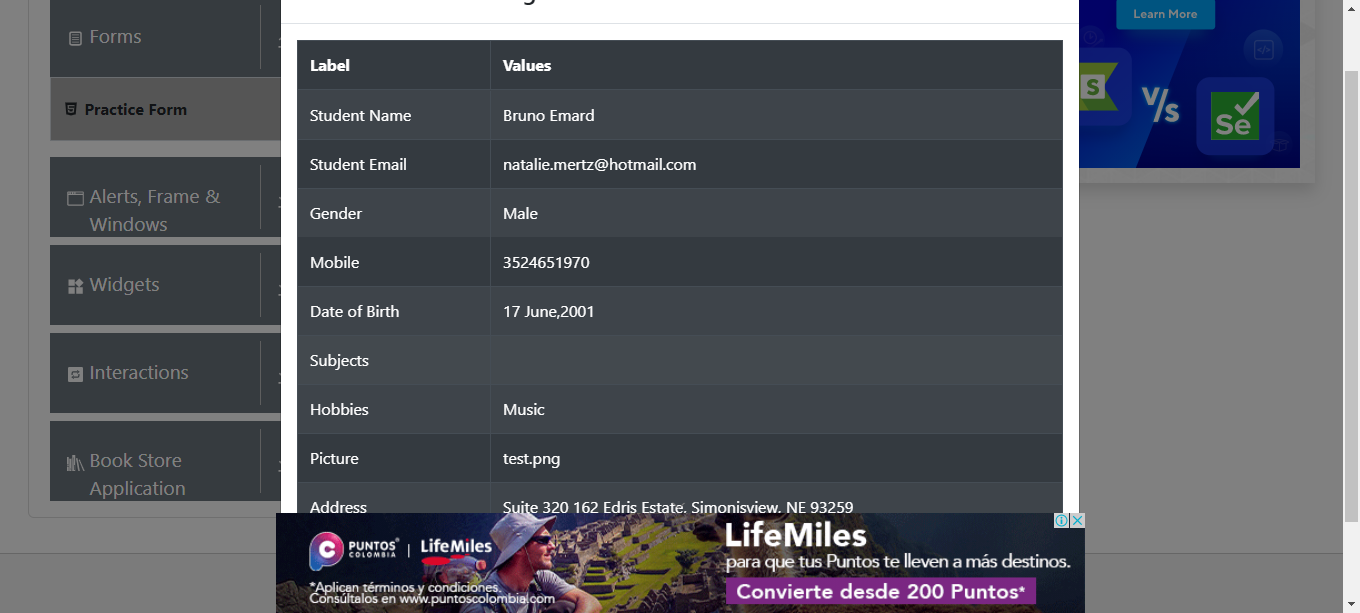 Forms
Practice Form
Alerts, Frame &
Windows
Widgets
Interactions
Book Store
Application
Label Values
Student Name Bruno Emard
Student Email natalie.mertz@hotmail.com
Gender Male
Mobile 3524651970
Date of Birth 17 June,2001
Subjects
Hobbies Music
Picture test.png
Address Suite 320 162 Edris Estate, Simonisview, NE 93259
Learn More
S
V/s
Se
PUNTOS
COLOMBIA
LifeMiles
*Aplican términos y condiciones.
Consúltalos en www.puntoscolombia.com
LifeMiles
para que tus Puntos te lleven a más destinos.
Convierte desde 200 Puntos*